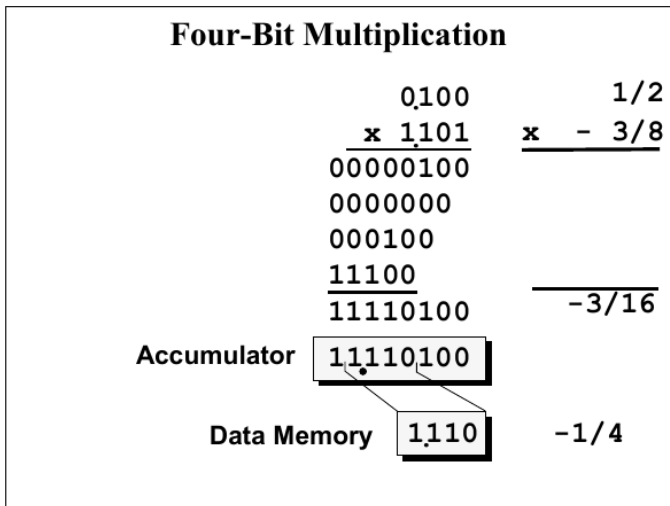 Four-Bit Multiplication
0.100 1/2
x 1.101 x - 3/8
00000100
0000000
000100
11100
11110100 -3/16
Accumulator 11.110100
Data Memory 1.110 -1/4